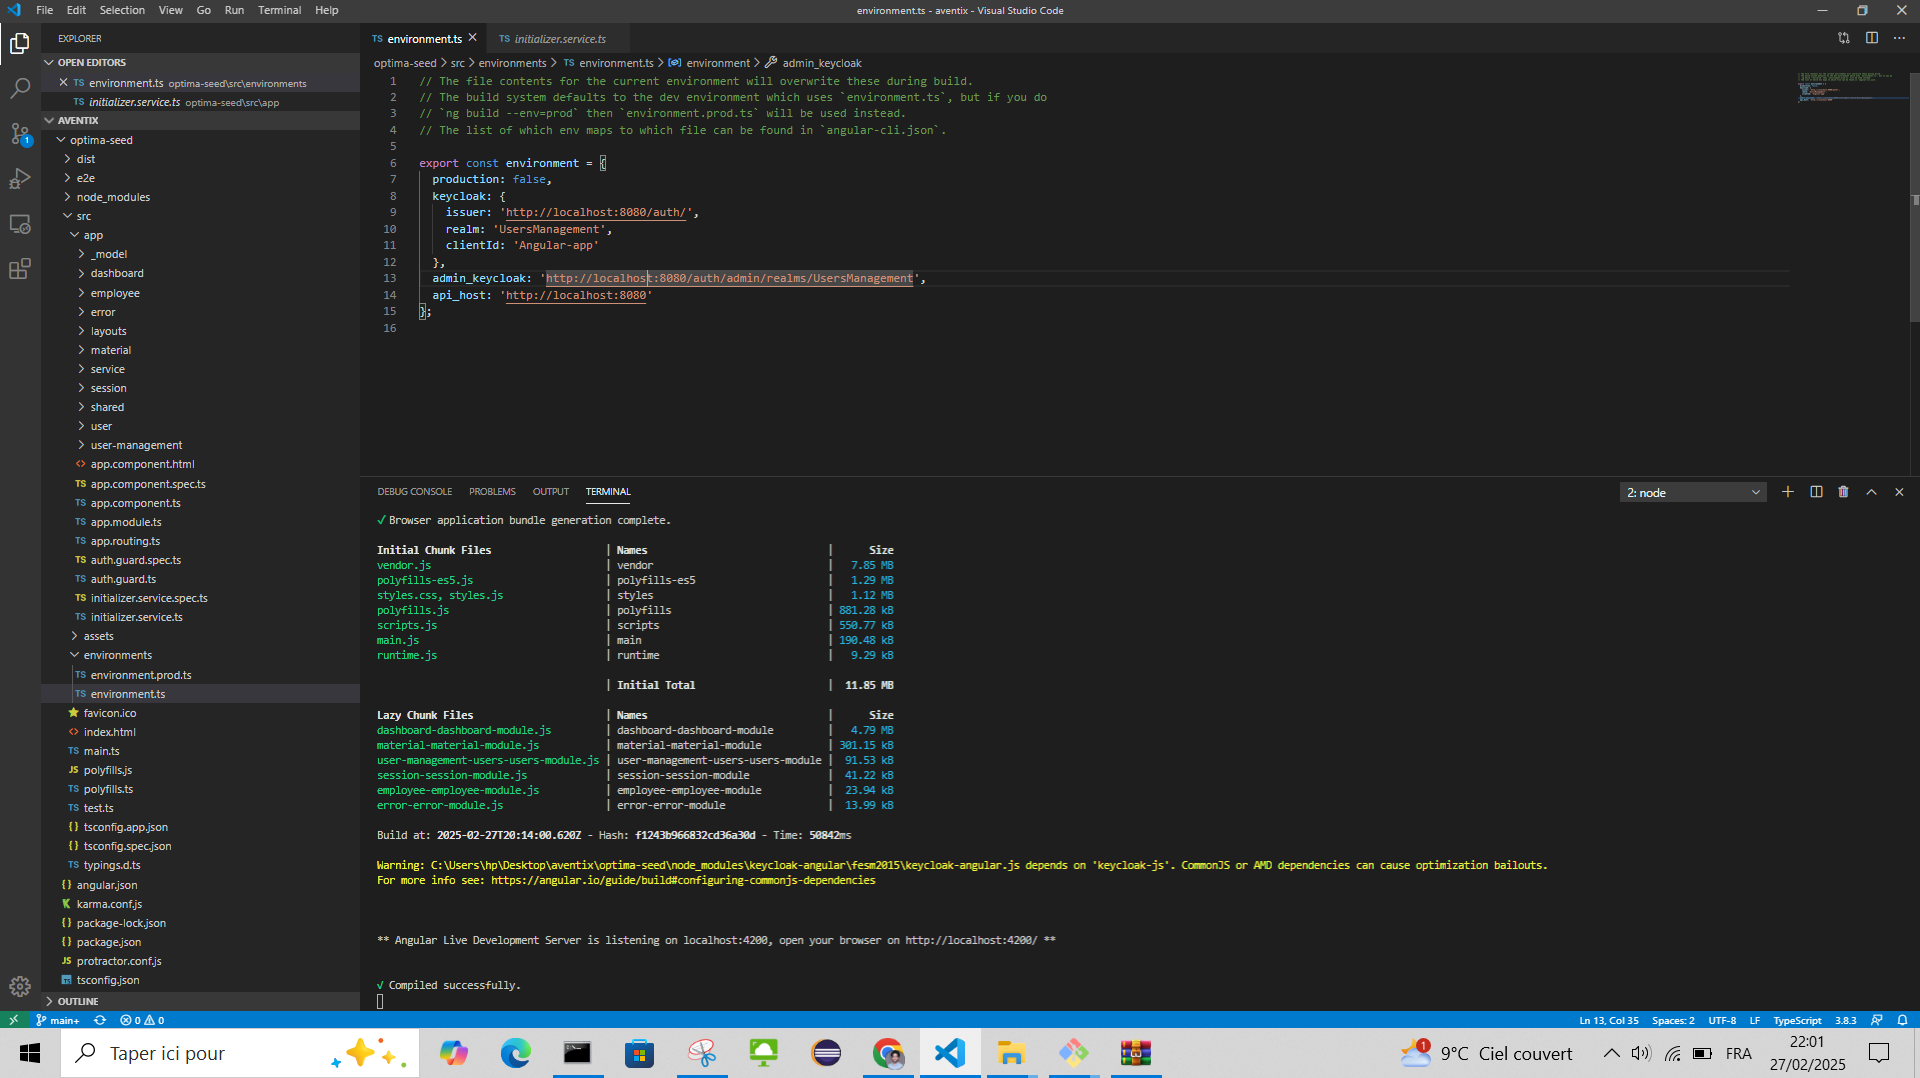 File Edit Selection View Go Run Terminal Help
environment.ts - aventix - Visual Studio Code
EXPLORER
OPEN EDITORS
TS environment.ts optima-seed\src\environments
TS initializer.service.ts optima-seed\src\app
AVENTIX
optima-seed
dist
e2e
node_modules
src
app
_model
dashboard
employee
error
layouts
material
service
session
shared
user
user-management
app.component.html
TS app.component.spec.ts
TS app.component.ts
TS app.module.ts
TS app.routing.ts
TS auth.guard.spec.ts
TS auth.guard.ts
TS initializer.service.spec.ts
TS initializer.service.ts
assets
environments
TS environment.prod.ts
TS environment.ts
favicon.ico
index.html
TS main.ts
JS polyfills.js
TS polyfills.ts
TS test.ts
{} tsconfig.app.json
{} tsconfig.spec.json
TS typings.d.ts
{} angular.json
karma.conf.js
{} package-lock.json
{} package.json
JS protractor.conf.js
tsconfig.json
OUTLINE
1
TS environment.ts
TS initializer.service.ts
optima-seed > src > environments > TS environment.ts > environment > admin_keycloak
1 // The file contents for the current environment will overwrite these during build.
2 // The build system defaults to the dev environment which uses `environment.ts`, but if you do
3 // `ng build --env=prod` then `environment.prod.ts` will be used instead.
4 // The list of which env maps to which file can be found in `angular-cli.json`.
5
6 export const environment = {
7 production: false,
8 keycloak: {
9 issuer: 'http://localhost:8080/auth/',
10 realm: 'UsersManagement',
11 clientId: 'Angular-app'
12 },
13 admin_keycloak: 'http://localhost:8080/auth/admin/realms/UsersManagement',
14 api_host: 'http://localhost:8080'
15 };
16
DEBUG CONSOLE PROBLEMS OUTPUT TERMINAL
2: node
√ Browser application bundle generation complete.
Initial Chunk Files | Names | Size
vendor.js | vendor | 7.85 MB
polyfills-es5.js | polyfills-es5 | 1.29 MB
styles.css, styles.js | styles | 1.12 MB
polyfills.js | polyfills | 881.28 kB
scripts.js | scripts | 550.77 kB
main.js | main | 190.48 kB
runtime.js | runtime | 9.29 kB
| Initial Total | 11.85 MB
Lazy Chunk Files | Names | Size
dashboard-dashboard-module.js | dashboard-dashboard-module | 4.79 MB
material-material-module.js | material-material-module | 301.15 kB
user-management-users-users-module.js | user-management-users-users-module | 91.53 kB
session-session-module.js | session-session-module | 41.22 kB
employee-employee-module.js | employee-employee-module | 23.94 kB
error-error-module.js | error-error-module | 13.99 kB
Build at: 2025-02-27T20:14:00.620Z - Hash: f1243b966832cd36a30d - Time: 50842ms
Warning: C:\Users\hp\Desktop\aventix\optima-seed\node_modules\keycloak-angular\fesm2015\keycloak-angular.js depends on 'keycloak-js'. CommonJS or AMD dependencies can cause optimization bailouts.
For more info see: https://angular.io/guide/build#configuring-commonjs-dependencies
** Angular Live Development Server is listening on localhost:4200, open your browser on http://localhost:4200/ **
√ Compiled successfully.
main+ 0 0
Ln 13, Col 35 Spaces: 2 UTF-8 LF TypeScript 3.8.3
Taper ici pour
1
9°C Ciel couvert
FRA
22:01
27/02/2025